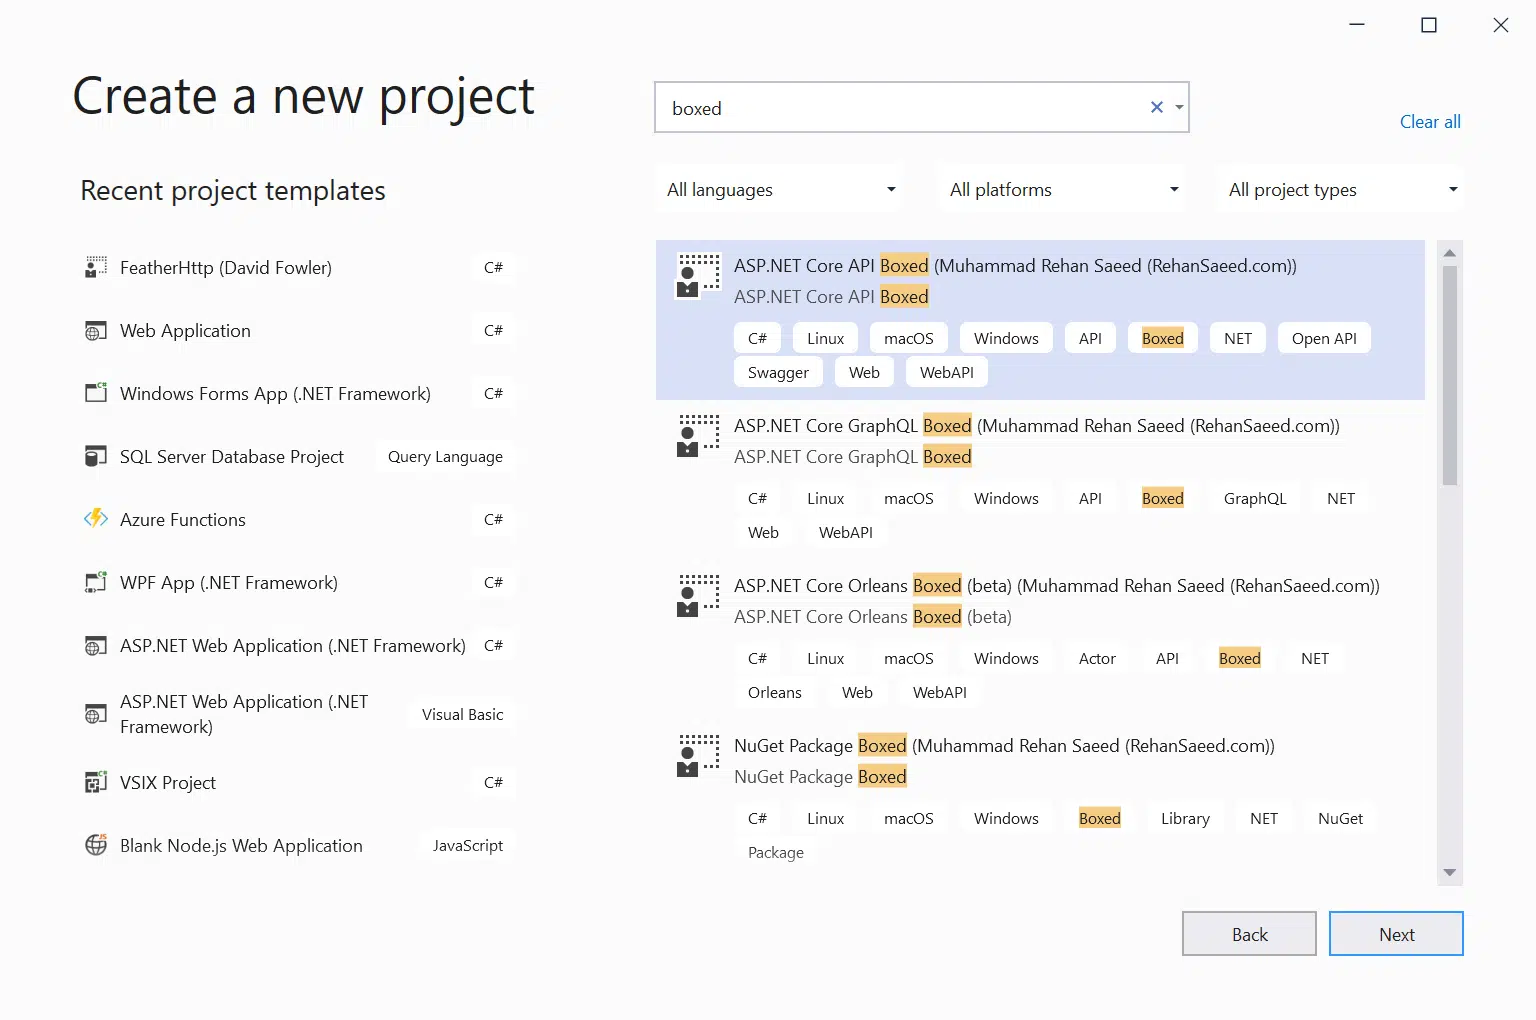 Create a new project
boxed
Clear all
All languages
All platforms
All project types
Recent project templates
FeatherHttp (David Fowler)
C#
Web Application
C#
Windows Forms App (.NET Framework)
C#
SQL Server Database Project
Query Language
Azure Functions
C#
WPF App (.NET Framework)
C#
ASP.NET Web Application (.NET Framework)
C#
ASP.NET Web Application (.NET
Framework)
Visual Basic
VSIX Project
C#
Blank Node.js Web Application
JavaScript
ASP.NET Core API Boxed (Muhammad Rehan Saeed (RehanSaeed.com))
ASP.NET Core API Boxed
C# Linux macOS Windows API Boxed NET Open API
Swagger Web WebAPI
ASP.NET Core GraphQL Boxed (Muhammad Rehan Saeed (RehanSaeed.com))
ASP.NET Core GraphQL Boxed
C# Linux macOS Windows API Boxed GraphQL NET
Web WebAPI
ASP.NET Core Orleans Boxed (beta) (Muhammad Rehan Saeed (RehanSaeed.com))
ASP.NET Core Orleans Boxed (beta)
C# Linux macOS Windows Actor API Boxed NET
Orleans Web WebAPI
NuGet Package Boxed (Muhammad Rehan Saeed (RehanSaeed.com))
NuGet Package Boxed
C# Linux macOS Windows Boxed Library NET NuGet
Package
Back
Next